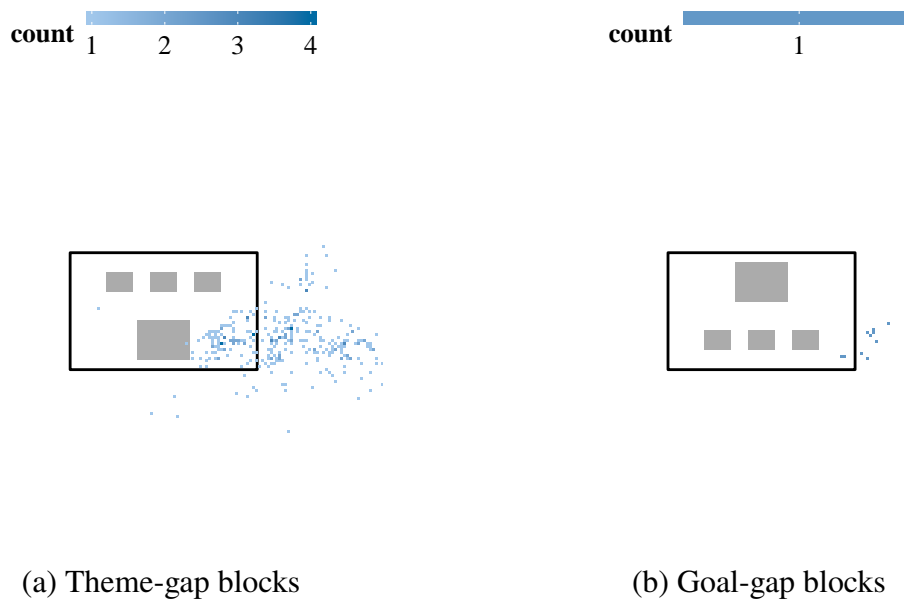 count
1 2 3 4
count
1
(a) Theme-gap blocks
(b) Goal-gap blocks